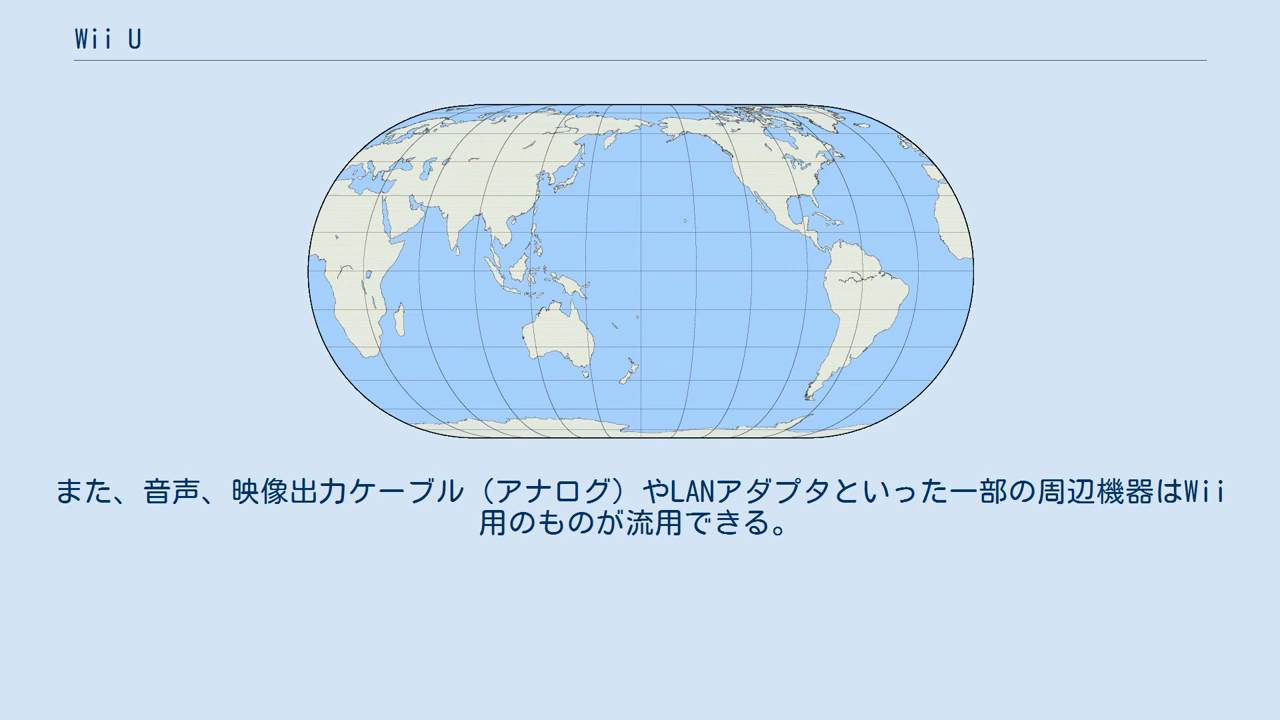 Wii U
また、音声、映像出力ケーブル（アナログ）やLANアダプタといった一部の周辺機器はWii
用のものが流用できる。